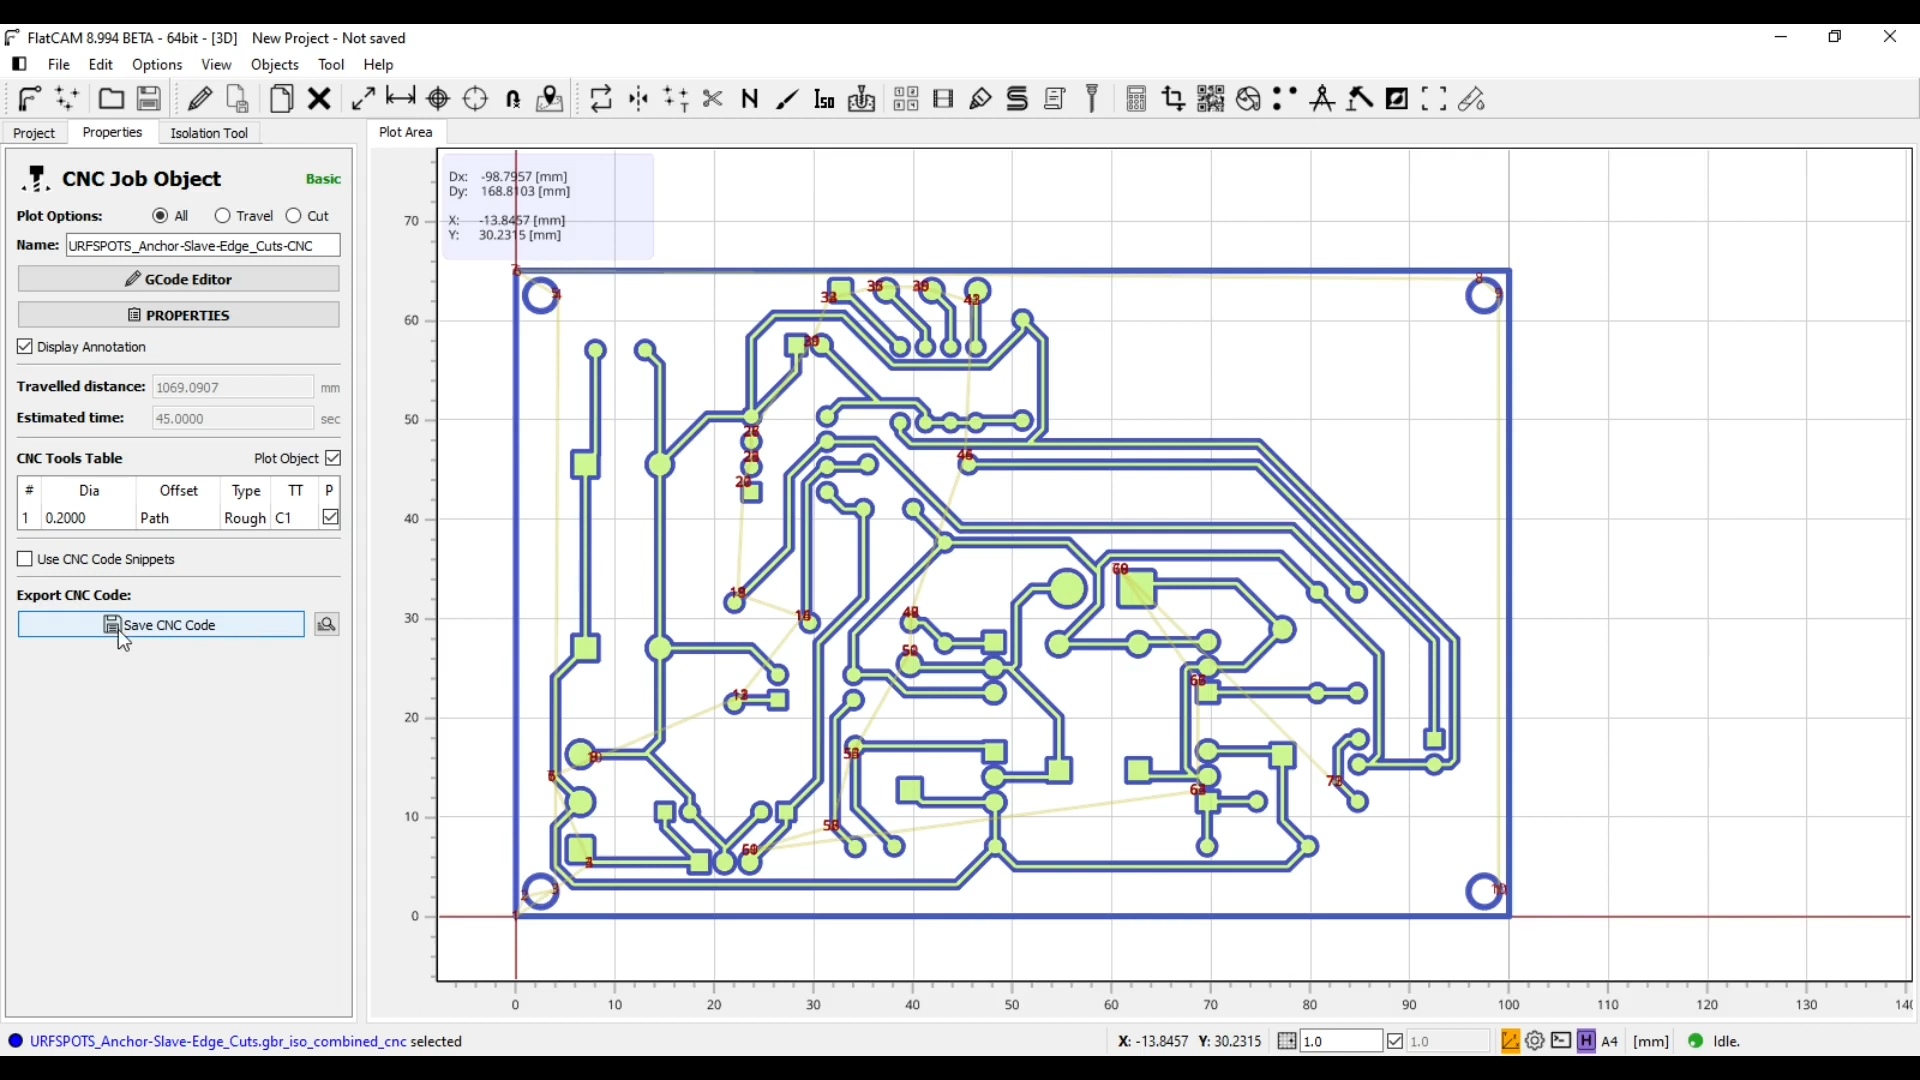 FlatCAM 8.994 BETA - 64bit - [3D] New Project - Not saved
File Edit Options View Objects Tool Help
Project Properties Isolation Tool Plot Area
CNC Job Object Basic
Plot Options: All Travel Cut
Name: URFSPOTS_Anchor-Slave-Edge_Cuts-CNC
GCode Editor
PROPERTIES
Display Annotation
Travelled distance: 1069.0907 mm
Estimated time: 45.0000 sec
CNC Tools Table Plot Object
# Dia Offset Type TT P
1 0.2000 Path Rough C1
Use CNC Code Snippets
Export CNC Code:
Save CNC Code
Dx: -98.7957 [mm]
Dy: 168.8103 [mm]
X: -13.8457 [mm]
Y: 30.2315 [mm]
70
60
50
40
30
20
10
0
0 10 20 30 40 50 60 70 80 90 100 110 120 130
URFSPOTS_Anchor-Slave-Edge_Cuts.gbr_iso_combined_cnc selected
X: -13.8457 Y: 30.2315 1.0 1.0 H A4 [mm] Idle.